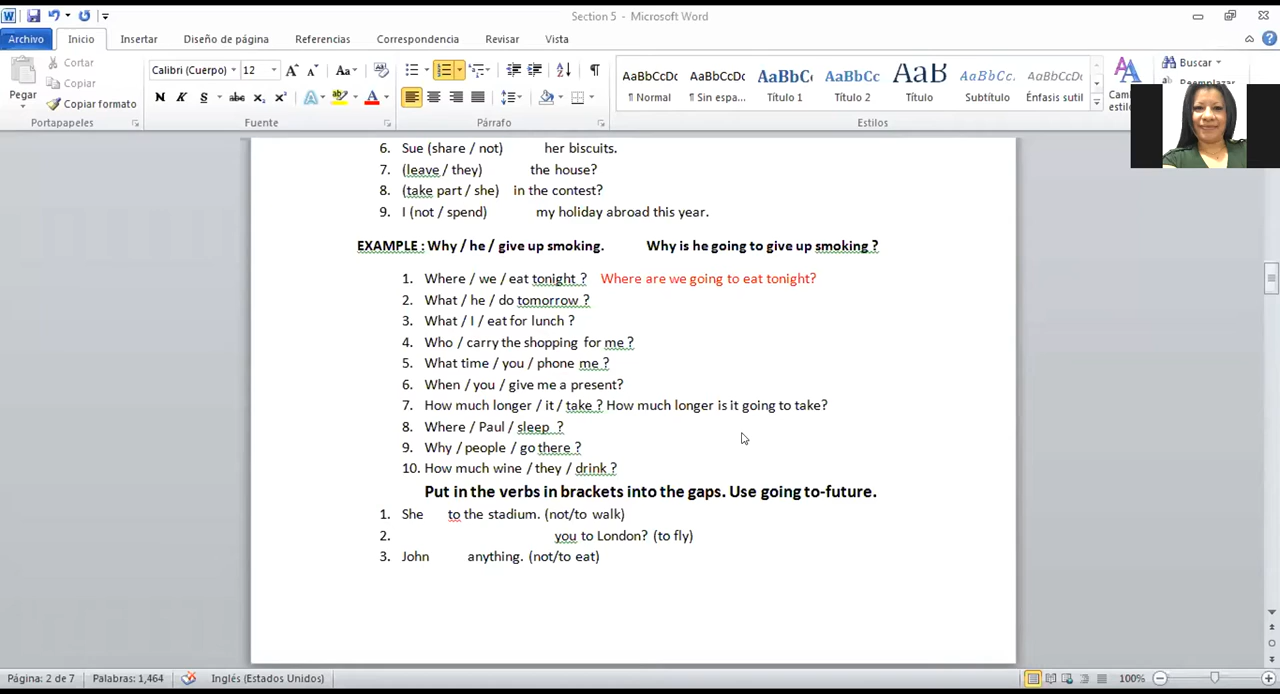 Section 5 - Microsoft Word
Archivo Inicio Insertar Diseño de página Referencias Correspondencia Revisar Vista
Pegar
Cortar
Copiar
Copiar formato
Portapapeles
Calibri (Cuerpo) 12
Fuente
Párrafo
AaBbCcDc AaBbCcDc AaBbC AaBbCc AaB AaBbCc. AaBbCcDc
¶ Normal ¶ Sin espa... Título 1 Título 2 Título Subtítulo Énfasis sutil
Estilos
Buscar
6. Sue (share / not) her biscuits.
7. (leave / they) the house?
8. (take part / she) in the contest?
9. I (not / spend) my holiday abroad this year.
EXAMPLE : Why / he / give up smoking. Why is he going to give up smoking ?
1. Where / we / eat tonight ? Where are we going to eat tonight?
2. What / he / do tomorrow ?
3. What / I / eat for lunch ?
4. Who / carry the shopping for me ?
5. What time / you / phone me ?
6. When / you / give me a present?
7. How much longer / it / take ? How much longer is it going to take?
8. Where / Paul / sleep ?
9. Why / people / go there ?
10. How much wine / they / drink ?
Put in the verbs in brackets into the gaps. Use going to-future.
1. She to the stadium. (not/to walk)
2. you to London? (to fly)
3. John anything. (not/to eat)
Página: 2 de 7 Palabras: 1,464 Inglés (Estados Unidos) 100%